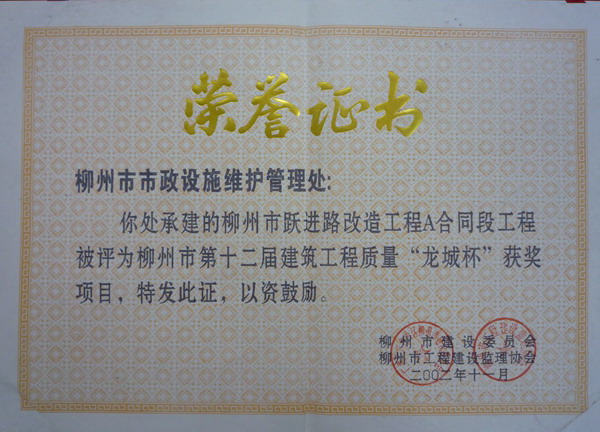 荣誉证书
柳州市市政设施维护管理处:
你处承建的柳州市跃进路改造工程A合同段工程
被评为柳州市第十二届建筑工程质量“龙城杯”获奖
项目，特发此证，以资鼓励。
柳州市建设委员会
柳州市工程建设监理协会
二00二年十一月